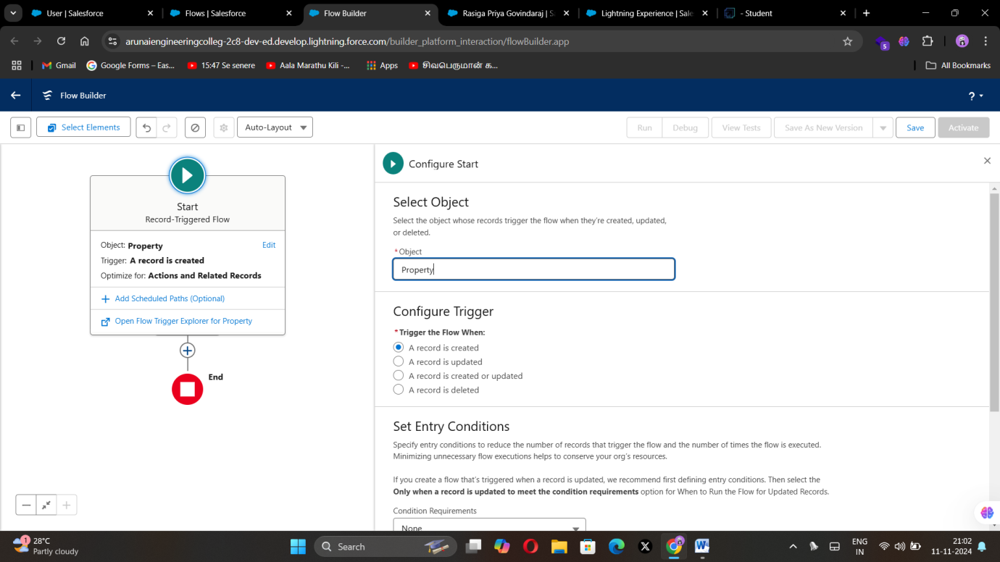 User | Salesforce
Flows | Salesforce
Flow Builder
Rasiga Priya Govindaraj | S
Lightning Experience | Sale
- Student
arunaiengineeringcolleg-2c8-dev-ed.develop.lightning.force.com/builder_platform_interaction/flowBuilder.app
5
Gmail
Google Forms – Eas...
15:47 Se senere
Aala Marathu Kili -...
Apps
சிவபெருமான் க...
All Bookmarks
Flow Builder
?
Select Elements
Auto-Layout
Run
Debug
View Tests
Save As New Version
Save
Activate
Start
Record-Triggered Flow
Object: Property
Edit
Trigger: A record is created
Optimize for: Actions and Related Records
Add Scheduled Paths (Optional)
Open Flow Trigger Explorer for Property
End
Configure Start
Select Object
Select the object whose records trigger the flow when they're created, updated,
or deleted.
* Object
Property
Configure Trigger
* Trigger the Flow When:
A record is created
A record is updated
A record is created or updated
A record is deleted
Set Entry Conditions
Specify entry conditions to reduce the number of records that trigger the flow and the number of times the flow is executed.
Minimizing unnecessary flow executions helps to conserve your org's resources.
If you create a flow that's triggered when a record is updated, we recommend first defining entry conditions. Then select the
Only when a record is updated to meet the condition requirements option for When to Run the Flow for Updated Records.
Condition Requirements
None
1
28°C
Partly cloudy
Search
ENG
IN
21:02
11-11-2024